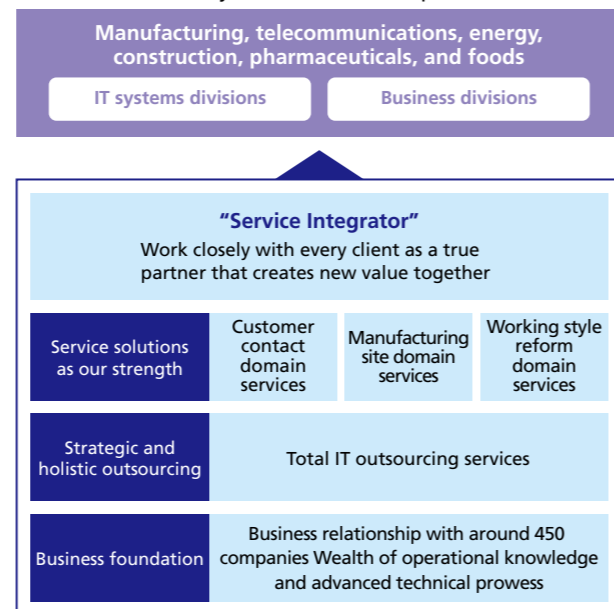 Manufacturing, telecommunications, energy,
construction, pharmaceuticals, and foods
IT systems divisions
Business divisions
"Service Integrator"
Work closely with every client as a true
partner that creates new value together
Service solutions
as our strength
Customer
contact
domain
services
Manufacturing
site domain
services
Working style
reform
domain
services
Strategic and
holistic outsourcing
Total IT outsourcing services
Business foundation
Business relationship with around 450
companies Wealth of operational knowledge
and advanced technical prowess